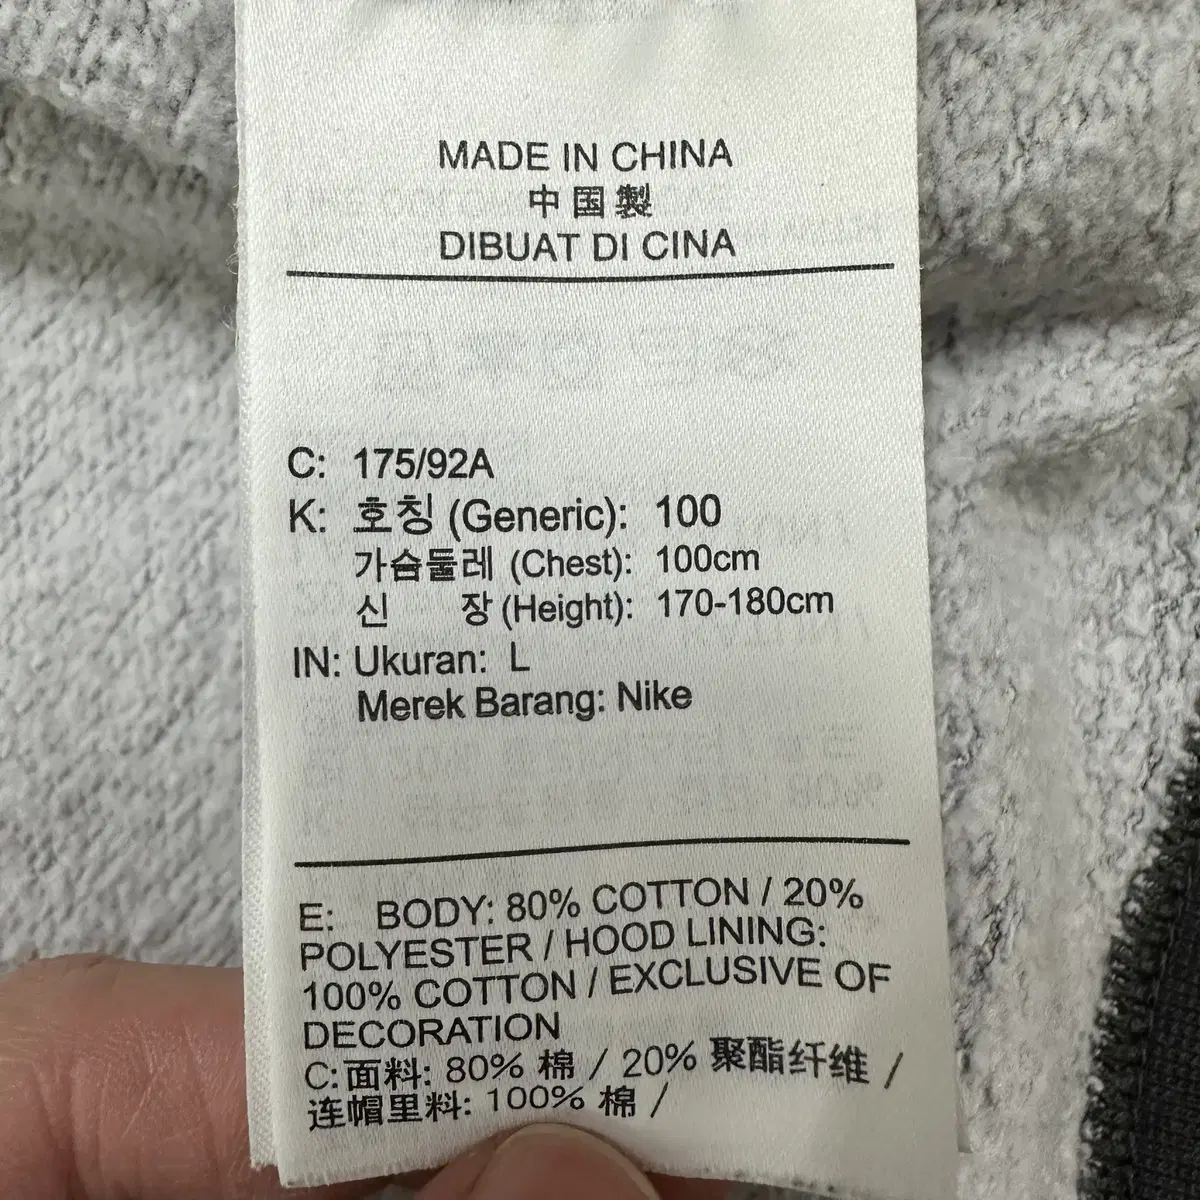 MADE IN CHINA
中国製
DIBUAT DI CINA
C: 175/92A
K: 호칭 (Generic): 100
가슴둘레 (Chest): 100cm
신 장 (Height): 170-180cm
IN: Ukuran: L
Merek Barang: Nike
E: BODY: 80% COTTON / 20%
POLYESTER / HOOD LINING:
100% COTTON / EXCLUSIVE OF
DECORATION
C:面料: 80% 棉 / 20% 聚酯纤维 /
连帽里料: 100% 棉 /